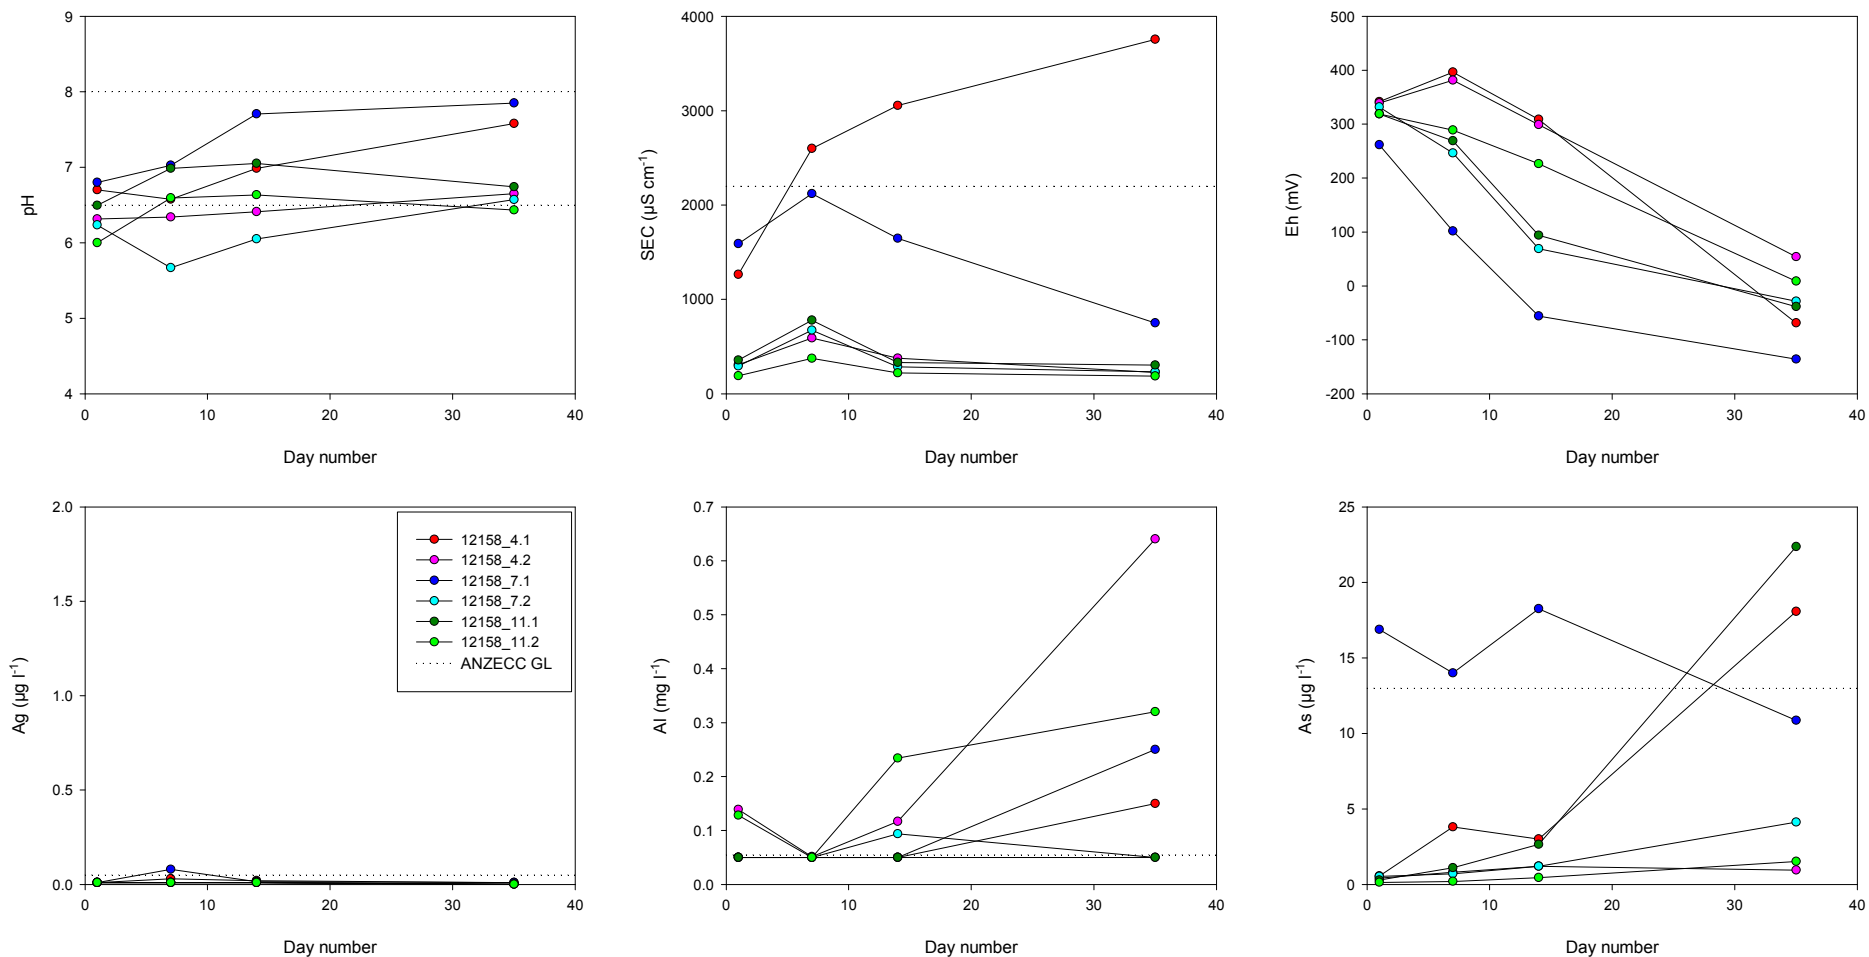 9
8
7
6
5
4
pH
0 10 20 30 40
Day number
4000
3000
2000
1000
0
SEC (µS cm⁻¹)
0 10 20 30 40
Day number
500
400
300
200
100
0
-100
-200
Eh (mV)
0 10 20 30 40
Day number
2.0
1.5
1.0
0.5
0.0
Ag (µg l⁻¹)
12158_4.1
12158_4.2
12158_7.1
12158_7.2
12158_11.1
12158_11.2
ANZECC GL
0 10 20 30 40
Day number
0.7
0.6
0.5
0.4
0.3
0.2
0.1
0.0
Al (mg l⁻¹)
0 10 20 30 40
Day number
25
20
15
10
5
0
As (µg l⁻¹)
0 10 20 30 40
Day number